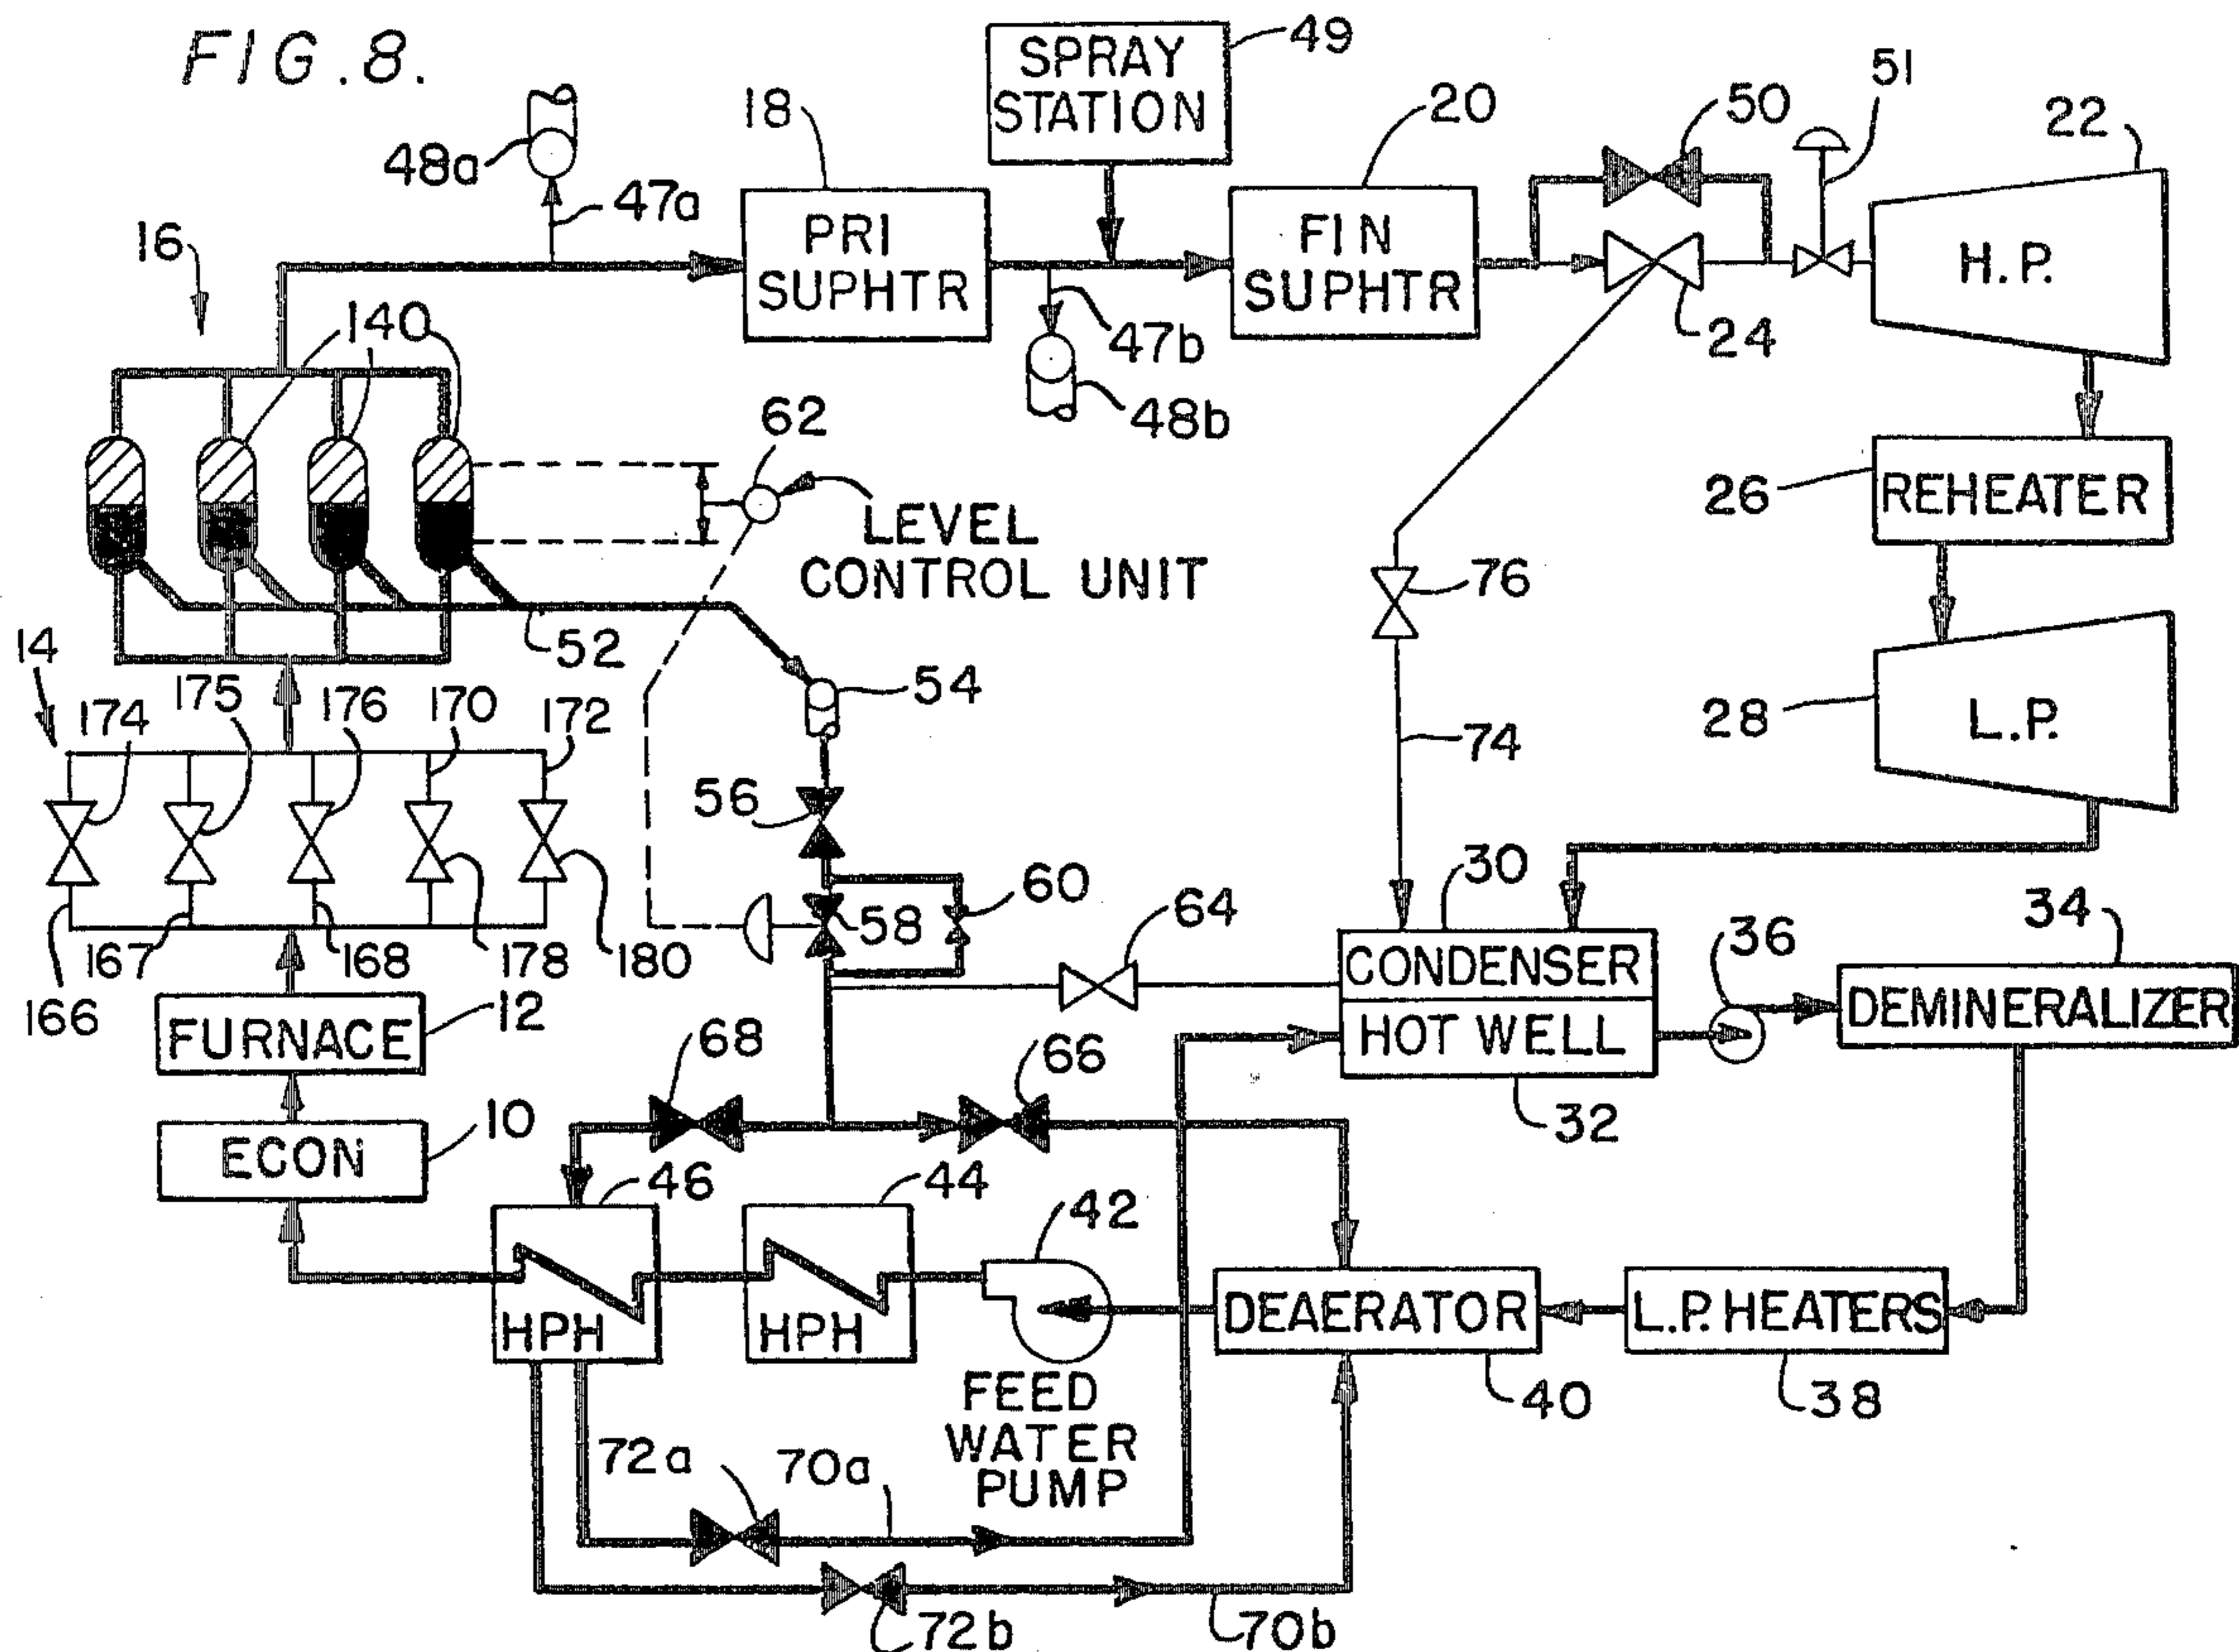 FIG. 8.
SPRAY
STATION
49
51
18
20
50
22
48a
47a
PRI
SUPHTR
FIN
SUPHTR
H.P.
16
140
47b
24
48b
62
LEVEL
CONTROL UNIT
26
REHEATER
76
52
14
174
175
176
170
172
54
28
L.P.
74
56
58
60
30
64
34
36
166
167
168
178
180
CONDENSER
HOT WELL
DEMINERALIZER
FURNACE
12
68
66
32
ECON
10
46
44
42
HPH
HPH
DEAERATOR
L.P. HEATERS
FEED
WATER
PUMP
40
38
72a
70a
72b
70b